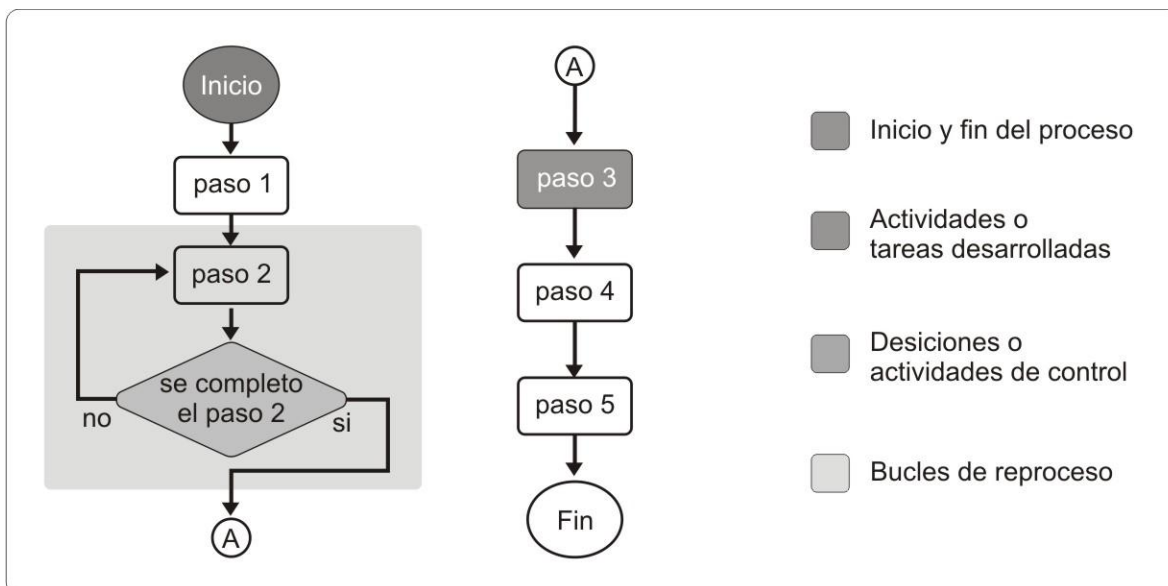 Inicio
paso 1
paso 2
se completo
el paso 2
no
si
A
A
paso 3
paso 4
paso 5
Fin
Inicio y fin del proceso
Actividades o
tareas desarrolladas
Desiciones o
actividades de control
Bucles de reproceso